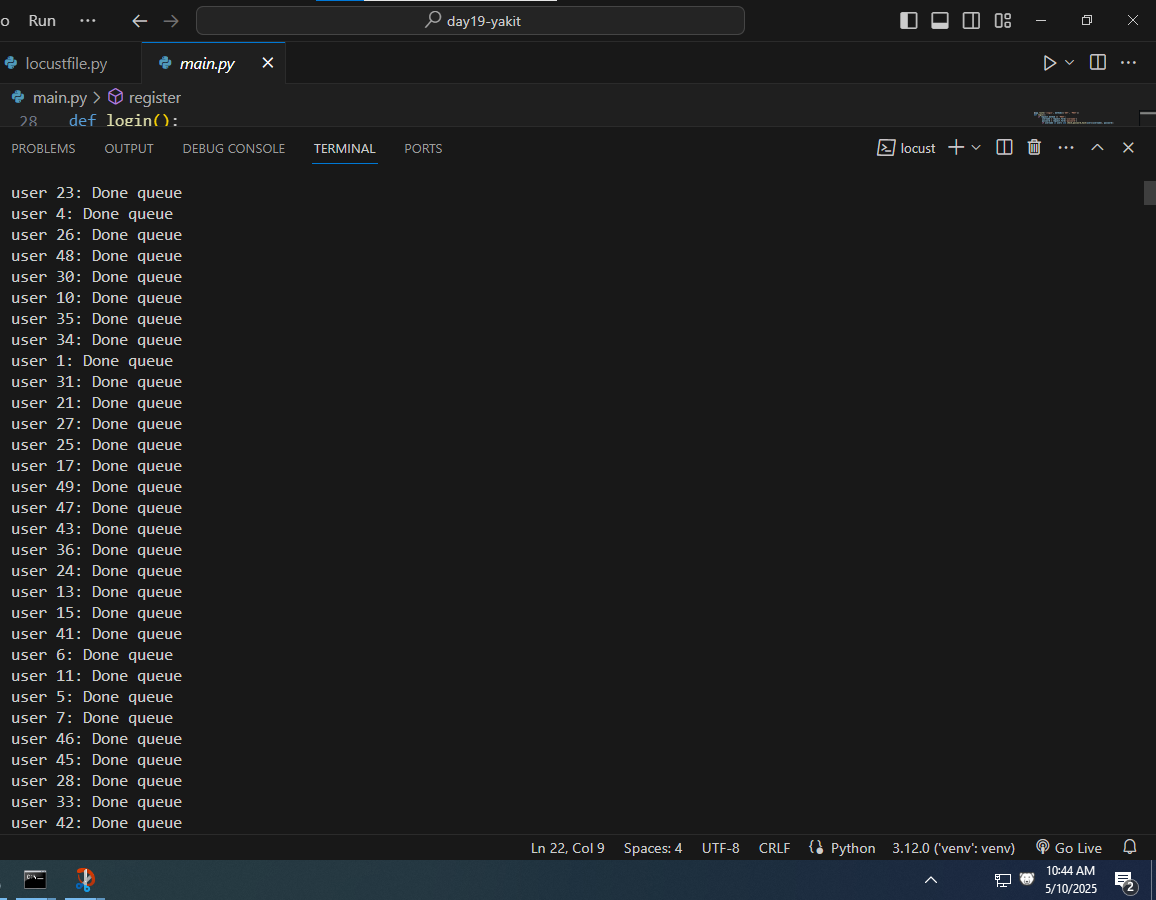 o Run ··· day19-yakit
locustfile.py main.py
main.py > register
28 def login():
PROBLEMS OUTPUT DEBUG CONSOLE TERMINAL PORTS locust
user 23: Done queue
user 4: Done queue
user 26: Done queue
user 48: Done queue
user 30: Done queue
user 10: Done queue
user 35: Done queue
user 34: Done queue
user 1: Done queue
user 31: Done queue
user 21: Done queue
user 27: Done queue
user 25: Done queue
user 17: Done queue
user 49: Done queue
user 47: Done queue
user 43: Done queue
user 36: Done queue
user 24: Done queue
user 13: Done queue
user 15: Done queue
user 41: Done queue
user 6: Done queue
user 11: Done queue
user 5: Done queue
user 7: Done queue
user 46: Done queue
user 45: Done queue
user 28: Done queue
user 33: Done queue
user 42: Done queue
Ln 22, Col 9 Spaces: 4 UTF-8 CRLF Python 3.12.0 ('venv': venv) Go Live
10:44 AM
5/10/2025
2